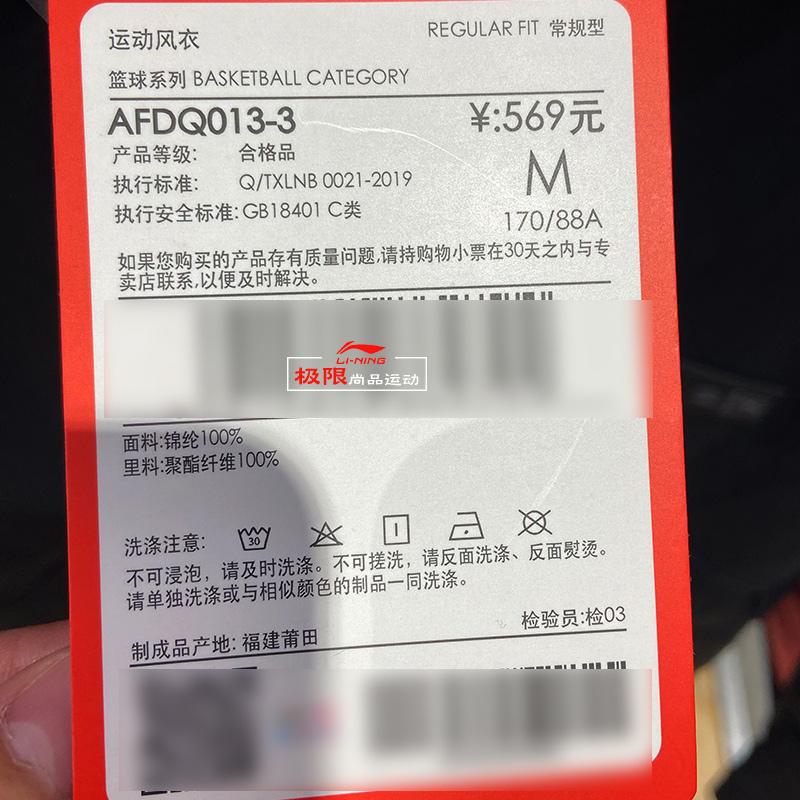 运动风衣
REGULAR FIT 常规型
篮球系列 BASKETBALL CATEGORY
AFDQ013-3
¥:569元
产品等级: 合格品
执行标准: Q/TXLNB 0021-2019
M
执行安全标准:GB18401 C类
170/88A
如果您购买的产品存有质量问题,请持购物小票在30天之内与专
卖店联系,以便及时解决。
LI-NING
极限尚品运动
面料:锦纶100%
里料:聚酯纤维100%
洗涤注意:
30
不可浸泡，请及时洗涤。不可搓洗，请反面洗涤、反面熨烫。
请单独洗涤或与相似颜色的制品一同洗涤。
检验员:检03
制成品产地: 福建莆田